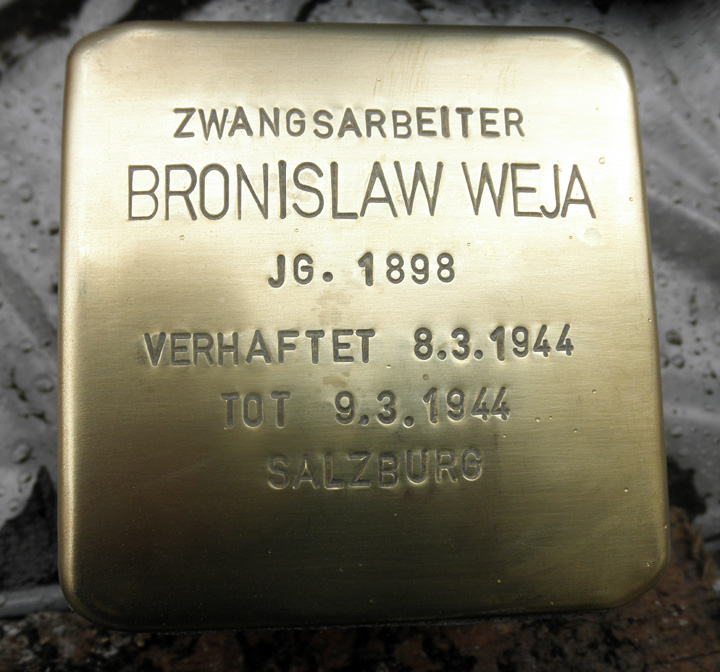 ZWANGSARBEITER
BRONISLAW WEJA
JG. 1898
VERHAFTET 8.3.1944
TOT 9.3.1944
SALZBURG